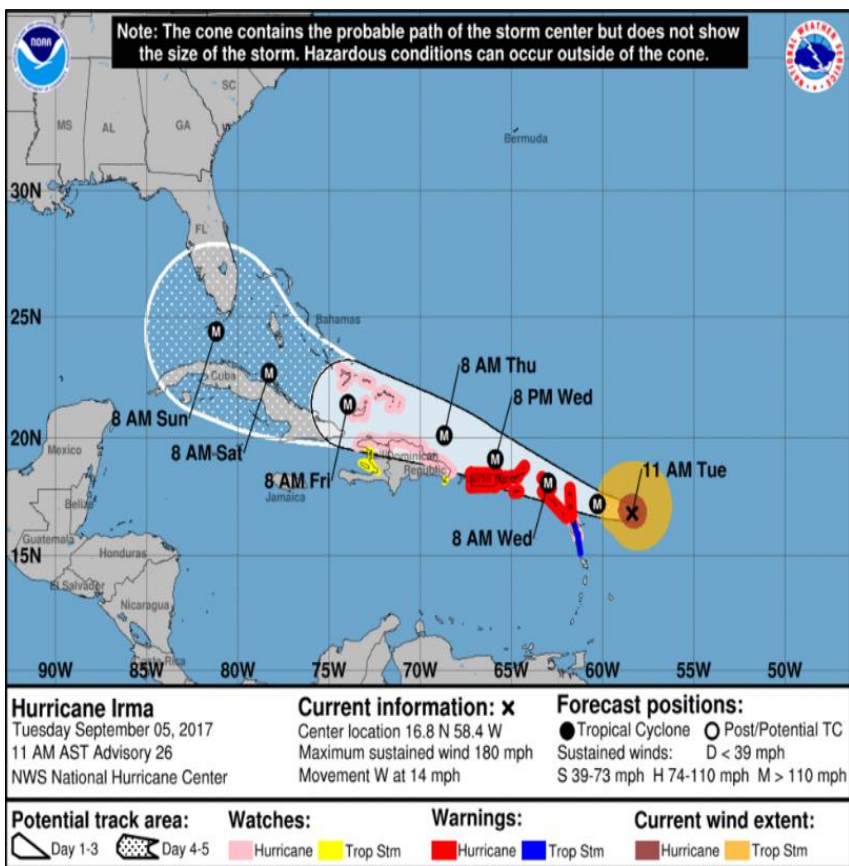 Note: The cone contains the probable path of the storm center but does not show
the size of the storm. Hazardous conditions can occur outside of the cone.
NOAA
NATIONAL WEATHER SERVICE
SC
MS
AL
GA
Bermuda
30N
FL
25N
Bahamas
8 AM Thu
M
M
8 PM Wed
Cuba
8 AM Sun
M
M
20N
8 AM Sat
M
11 AM Tue
Mexico
8 AM Fri
Haiti
Dominican
Republic
Jamaica
M
M
Belize
8 AM Wed
Guatemala
Honduras
15N
El Salvador
Nicaragua
Costa Rica
90W 85W 80W 75W 70W 65W 60W 55W 50W
Hurricane Irma
Tuesday September 05, 2017
11 AM AST Advisory 26
NWS National Hurricane Center
Current information: x
Center location 16.8 N 58.4 W
Maximum sustained wind 180 mph
Movement W at 14 mph
Forecast positions:
Tropical Cyclone Post/Potential TC
Sustained winds: D < 39 mph
S 39-73 mph H 74-110 mph M > 110 mph
Potential track area:
Day 1-3 Day 4-5
Watches:
Hurricane Trop Stm
Warnings:
Hurricane Trop Stm
Current wind extent:
Hurricane Trop Stm